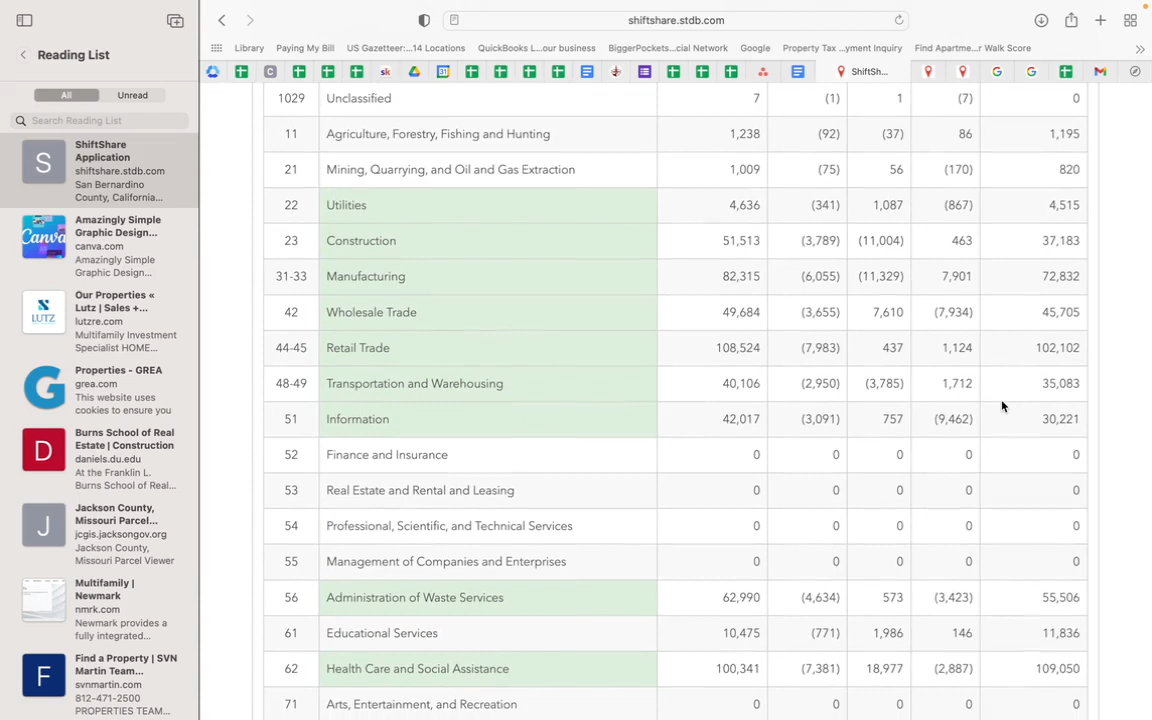 shiftshare.stdb.com
Reading List
Library
Paying My Bill
US Gazetteer:...14 Locations
QuickBooks L...our business
BiggerPockets...cial Network
Google
Property Tax ...yment Inquiry
Find Apartme...r Walk Score
sk
31
C
ShiftSh...
G
G
All
Unread
Search Reading List
S
ShiftShare
Application
shiftshare.stdb.com
San Bernardino
County, California...
Canva
Amazingly Simple
Graphic Design...
canva.com
Amazingly Simple
Graphic Design...
LUTZ
Our Properties «
Lutz | Sales +...
lutzre.com
Multifamily Investment
Specialist HOME...
G
Properties - GREA
grea.com
This website uses
cookies to ensure you
D
Burns School of Real
Estate | Construction
daniels.du.edu
At the Franklin L.
Burns School of Real...
J
Jackson County,
Missouri Parcel...
jcgis.jacksongov.org
Jackson County,
Missouri Parcel Viewer
Multifamily |
Newmark
nmrk.com
Newmark provides a
fully integrated...
F
Find a Property | SVN
Martin Team...
svnmartin.com
812-471-2500
PROPERTIES TEAM...
1029 Unclassified 7 (1) 1 (7) 0
11 Agriculture, Forestry, Fishing and Hunting 1,238 (92) (37) 86 1,195
21 Mining, Quarrying, and Oil and Gas Extraction 1,009 (75) 56 (170) 820
22 Utilities 4,636 (341) 1,087 (867) 4,515
23 Construction 51,513 (3,789) (11,004) 463 37,183
31-33 Manufacturing 82,315 (6,055) (11,329) 7,901 72,832
42 Wholesale Trade 49,684 (3,655) 7,610 (7,934) 45,705
44-45 Retail Trade 108,524 (7,983) 437 1,124 102,102
48-49 Transportation and Warehousing 40,106 (2,950) (3,785) 1,712 35,083
51 Information 42,017 (3,091) 757 (9,462) 30,221
52 Finance and Insurance 0 0 0 0 0
53 Real Estate and Rental and Leasing 0 0 0 0 0
54 Professional, Scientific, and Technical Services 0 0 0 0 0
55 Management of Companies and Enterprises 0 0 0 0 0
56 Administration of Waste Services 62,990 (4,634) 573 (3,423) 55,506
61 Educational Services 10,475 (771) 1,986 146 11,836
62 Health Care and Social Assistance 100,341 (7,381) 18,977 (2,887) 109,050
71 Arts, Entertainment, and Recreation 0 0 0 0 0